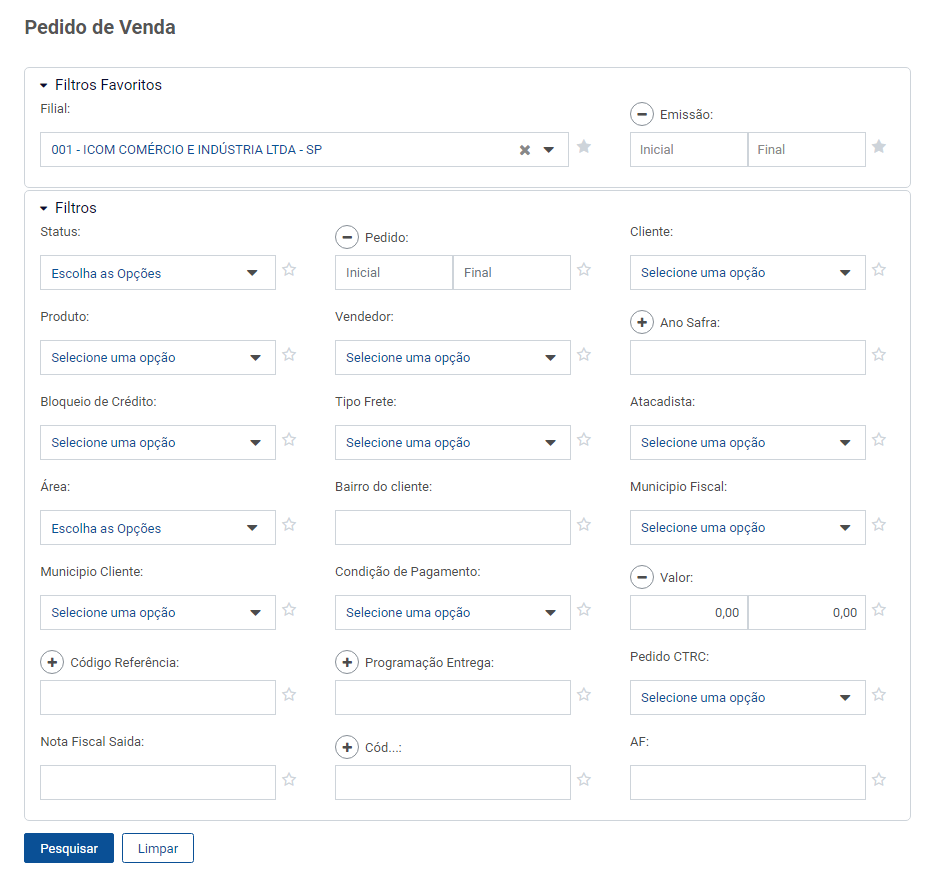 Pedido de Venda
Filtros Favoritos
Filial:
Emissão:
001 - ICOM COMÉRCIO E INDÚSTRIA LTDA - SP
Inicial
Final
Filtros
Status:
Pedido:
Cliente:
Escolha as Opções
Inicial
Final
Selecione uma opção
Produto:
Vendedor:
Ano Safra:
Selecione uma opção
Selecione uma opção
Bloqueio de Crédito:
Tipo Frete:
Atacadista:
Selecione uma opção
Selecione uma opção
Selecione uma opção
Área:
Bairro do cliente:
Municipio Fiscal:
Escolha as Opções
Selecione uma opção
Municipio Cliente:
Condição de Pagamento:
Valor:
Selecione uma opção
Selecione uma opção
0,00
0,00
Código Referência:
Programação Entrega:
Pedido CTRC:
Selecione uma opção
Nota Fiscal Saida:
Cód...:
AF:
Pesquisar
Limpar